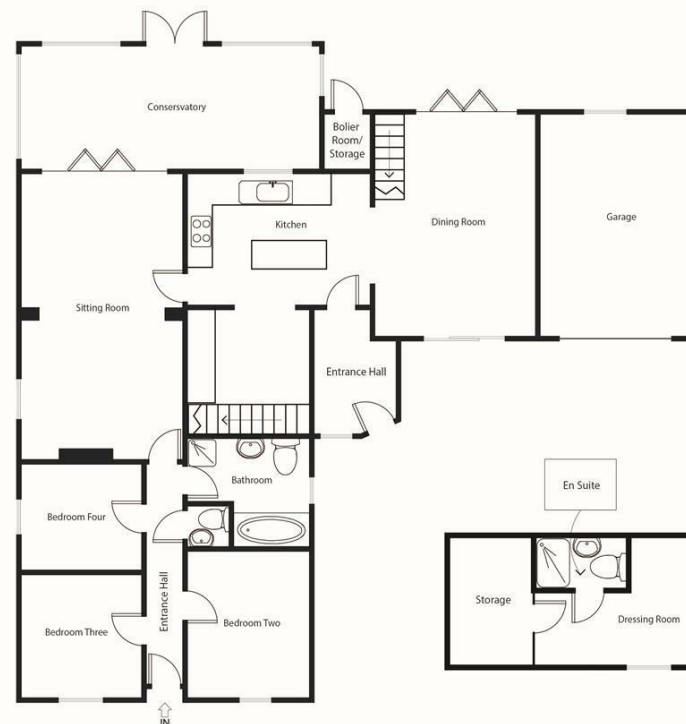 Consersvatory
Bolier
Room/
Storage
Kitchen
Dining Room
Garage
Sitting Room
Entrance Hall
Bathroom
En Suite
Bedroom Four
Entrance Hall
Storage
Bedroom Three
Bedroom Two
Dressing Room
IN